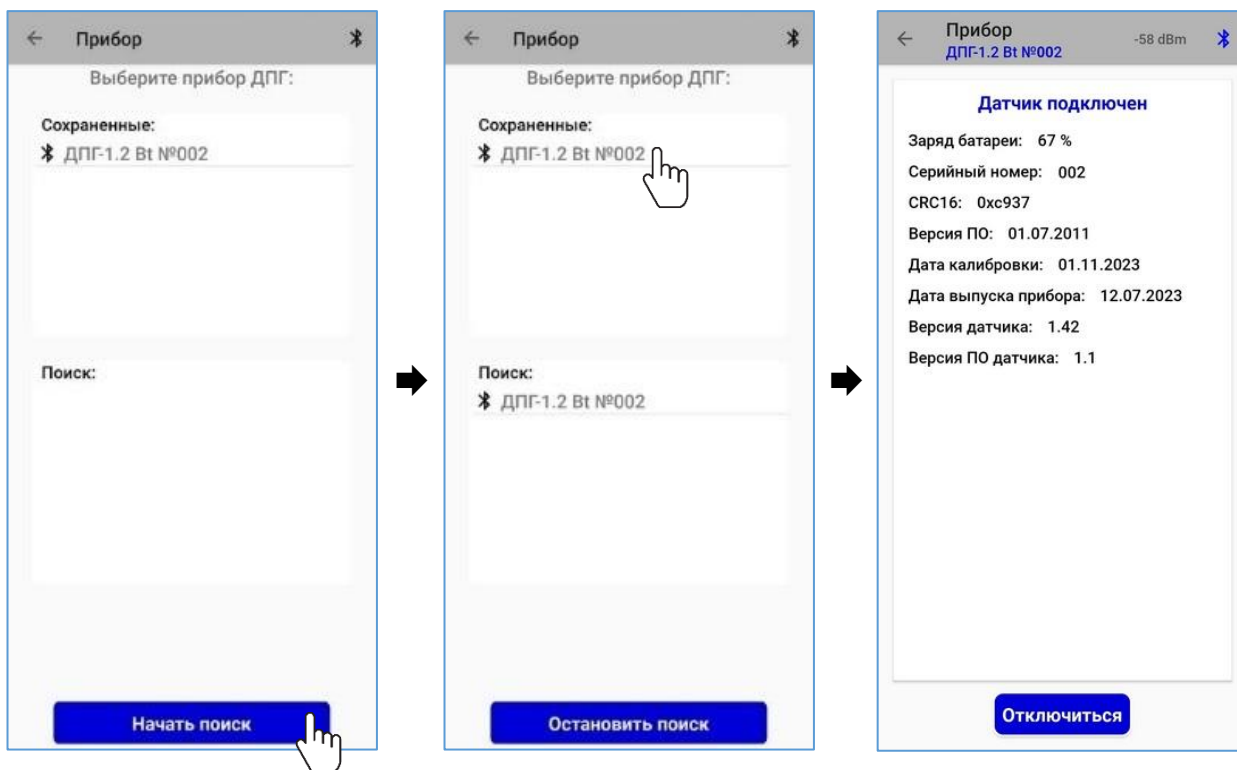 Прибор
Выберите прибор ДПГ:
Сохраненные:
ДПГ-1.2 Bt №002
Поиск:
Начать поиск
Прибор
Выберите прибор ДПГ:
Сохраненные:
ДПГ-1.2 Bt №002
Поиск:
ДПГ-1.2 Bt №002
Остановить поиск
Прибор
ДПГ-1.2 Bt №002
-58 dBm
Датчик подключен
Заряд батареи: 67 %
Серийный номер: 002
CRC16: 0xc937
Версия ПО: 01.07.2011
Дата калибровки: 01.11.2023
Дата выпуска прибора: 12.07.2023
Версия датчика: 1.42
Версия ПО датчика: 1.1
Отключиться